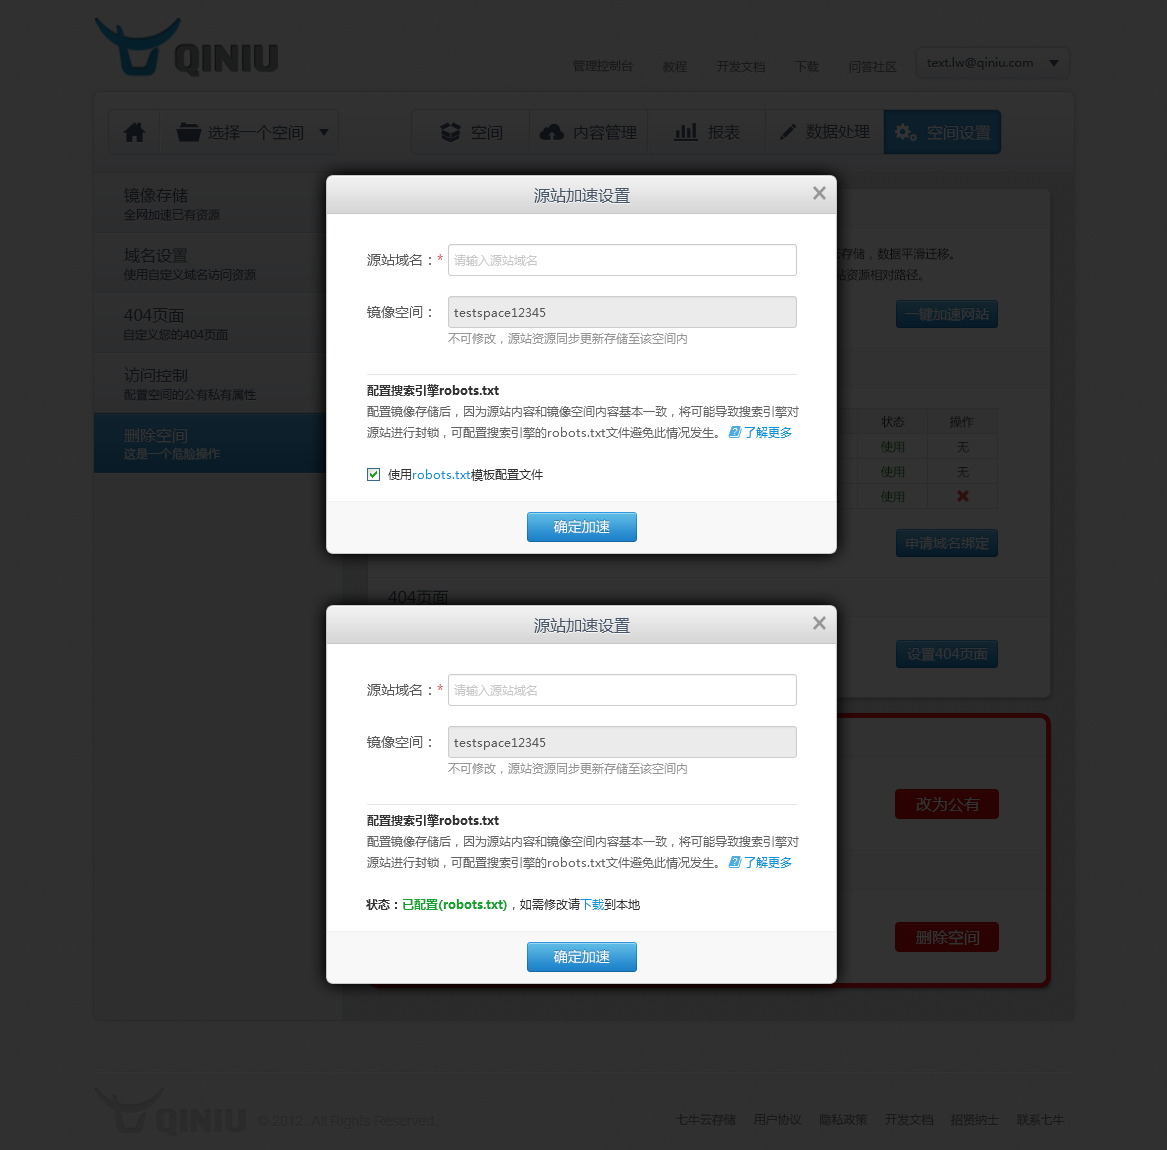 QINIU
管理控制台 教程 开发文档 下载 问答社区 text.lw@qiniu.com
选择一个空间 空间 内容管理 报表 数据处理 空间设置
镜像存储
全网加速已有资源
域名设置
使用自定义域名访问资源
404页面
自定义您的404页面
访问控制
配置空间的公有私有属性
删除空间
这是一个危险操作
源站加速设置
源站域名：* 请输入源站域名
镜像空间： testspace12345
不可修改，源站资源同步更新存储至该空间内
配置搜索引擎robots.txt
配置镜像存储后，因为源站内容和镜像空间内容基本一致，将可能导致搜索引擎对
源站进行封锁，可配置搜索引擎的robots.txt文件避免此情况发生。 了解更多
使用robots.txt模板配置文件
确定加速
存储，数据平滑迁移。
站资源相对路径。
一键加速网站
状态 操作
使用 无
使用 无
使用
申请域名绑定
404页面
设置404页面
源站加速设置
源站域名：* 请输入源站域名
镜像空间： testspace12345
不可修改，源站资源同步更新存储至该空间内
配置搜索引擎robots.txt
配置镜像存储后，因为源站内容和镜像空间内容基本一致，将可能导致搜索引擎对
源站进行封锁，可配置搜索引擎的robots.txt文件避免此情况发生。 了解更多
状态：已配置(robots.txt)，如需修改请下载到本地
确定加速
改为公有
删除空间
QINIU © 2012 . All Rights Reserved.
七牛云存储 用户协议 隐私政策 开发文档 招贤纳士 联系七牛